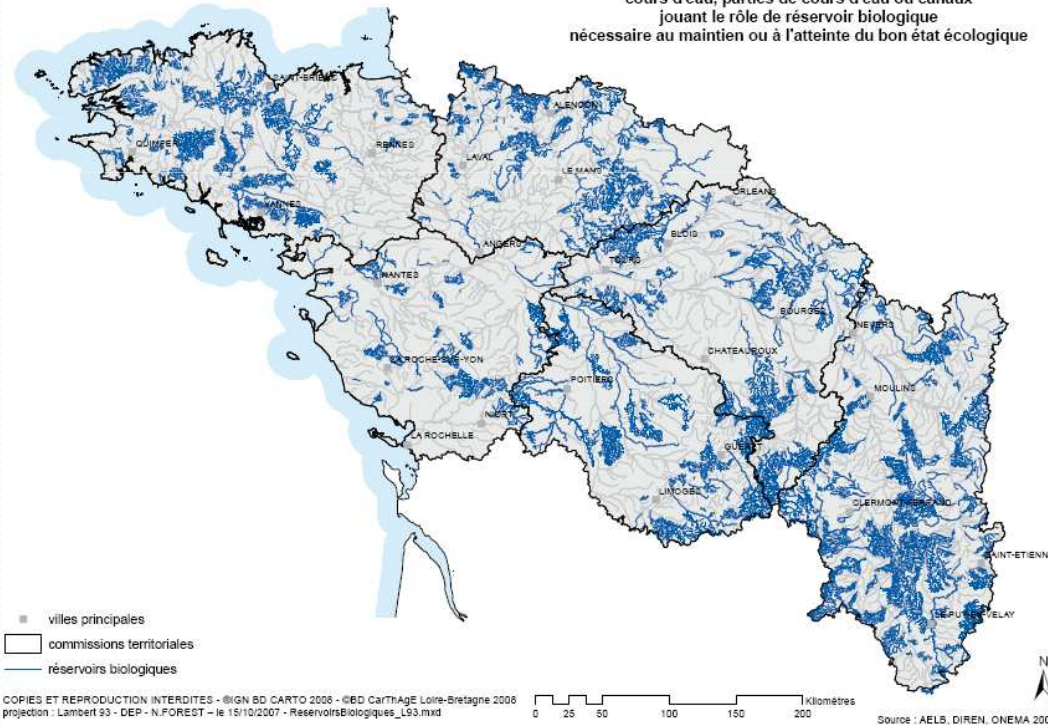 cours d'eau, parties de cours d'eau ou canaux
jouant le rôle de réservoir biologique
nécessaire au maintien ou à l'atteinte du bon état écologique
SAINT-BRIEUC
ALENCON
QUIMPER
RENNES
LAVAL
LE MANS
ORLEANS
VANNES
BLOIS
ANGERS
TOURS
NANTES
BOURGES
NEVERS
CHATEAUROUX
LA ROCHE-SUR-YON
POITIERS
MOULINS
NIORT
LA ROCHELLE
GUERET
LIMOGES
CLERMONT-FERRAND
SAINT-ETIENN
LE PUY-EN-VELAY
villes principales
commissions territoriales
réservoirs biologiques
N
COPIES ET REPRODUCTION INTERDITES - ©IGN BD CARTO 2006 - ©BD CarThAgE Loire-Bretagne 2006
projection : Lambert 93 - DEP - N.FOREST - le 15/10/2007 - ReservoirsBiologiques_L93.mxd
Kilomètres
0 25 50 100 150 200
Source : AELB, DIREN, ONEMA